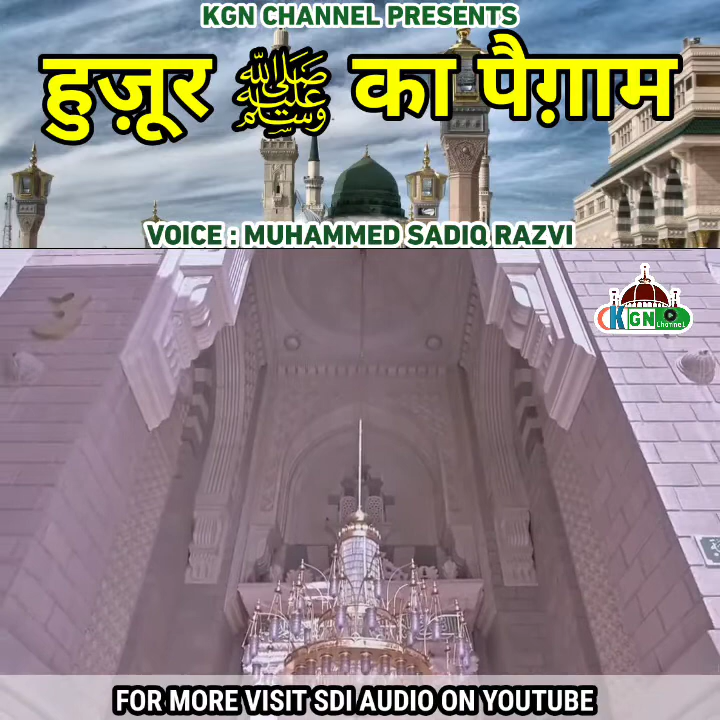 KGN CHANNEL PRESENTS
हुज़ूर ﷺ का पैग़ाम
VOICE : MUHAMMED SADIQ RAZVI
KGN
Channel
FOR MORE VISIT SDI AUDIO ON YOUTUBE